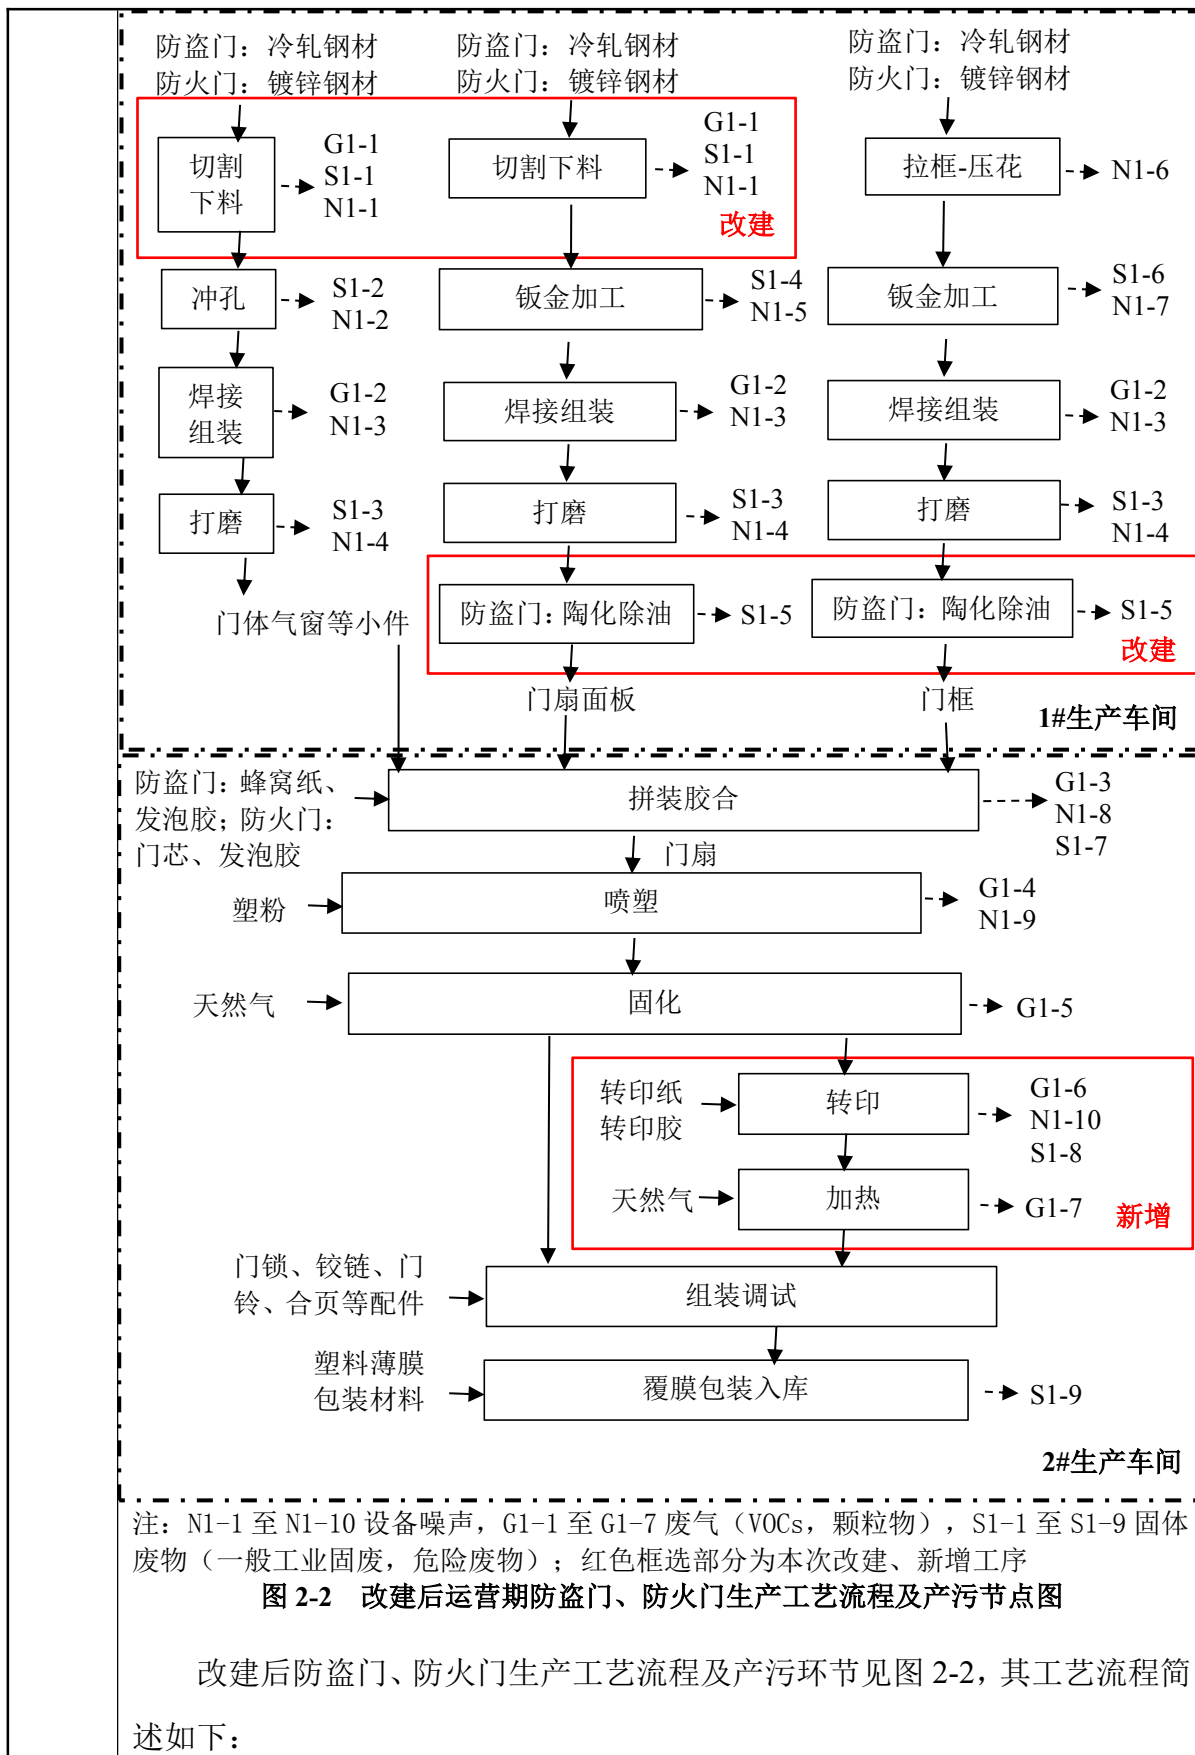 防盗门：冷轧钢材
防火门：镀锌钢材
防盗门：冷轧钢材
防火门：镀锌钢材
防盗门：冷轧钢材
防火门：镀锌钢材
切割
下料
G1-1
S1-1
N1-1
切割下料
G1-1
S1-1
N1-1
改建
拉框-压花
N1-6
冲孔
S1-2
N1-2
钣金加工
S1-4
N1-5
钣金加工
S1-6
N1-7
焊接
组装
G1-2
N1-3
焊接组装
G1-2
N1-3
焊接组装
G1-2
N1-3
打磨
S1-3
N1-4
打磨
S1-3
N1-4
打磨
S1-3
N1-4
门体气窗等小件
防盗门：陶化除油
S1-5
防盗门：陶化除油
S1-5
改建
门扇面板
门框
1#生产车间
防盗门：蜂窝纸、
发泡胶；防火门：
门芯、发泡胶
拼装胶合
G1-3
N1-8
S1-7
门扇
塑粉
喷塑
G1-4
N1-9
天然气
固化
G1-5
转印纸
转印胶
转印
G1-6
N1-10
S1-8
天然气
加热
G1-7
新增
门锁、铰链、门
铃、合页等配件
组装调试
塑料薄膜
包装材料
覆膜包装入库
S1-9
2#生产车间
注：N1-1 至 N1-10 设备噪声，G1-1 至 G1-7 废气（VOCs，颗粒物），S1-1 至 S1-9 固体
废物（一般工业固废，危险废物）；红色框选部分为本次改建、新增工序
图 2-2 改建后运营期防盗门、防火门生产工艺流程及产污节点图
改建后防盗门、防火门生产工艺流程及产污环节见图 2-2，其工艺流程简
述如下：